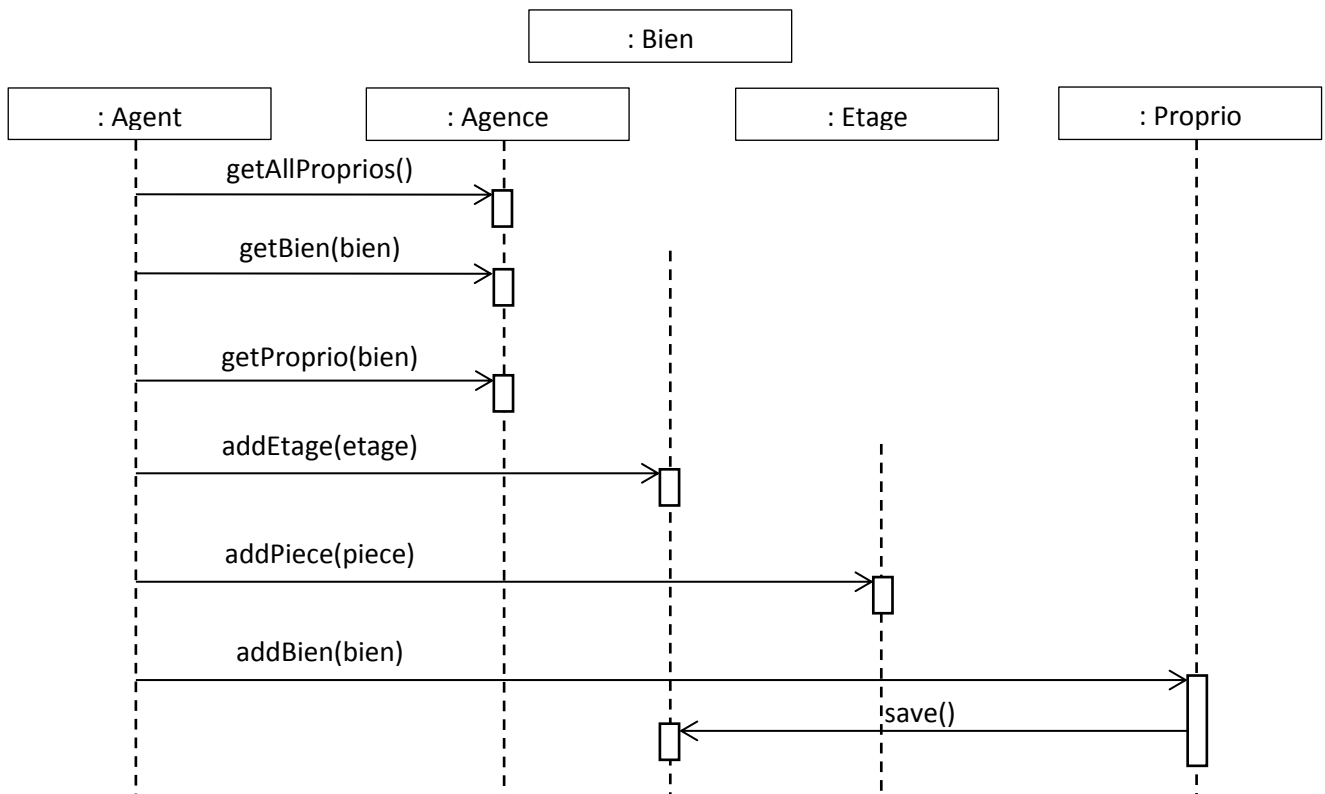 : Bien
: Agent
: Agence
: Etage
: Proprio
getAllProprios()
getBien(bien)
getProprio(bien)
addEtage(etage)
addPiece(piece)
addBien(bien)
save()